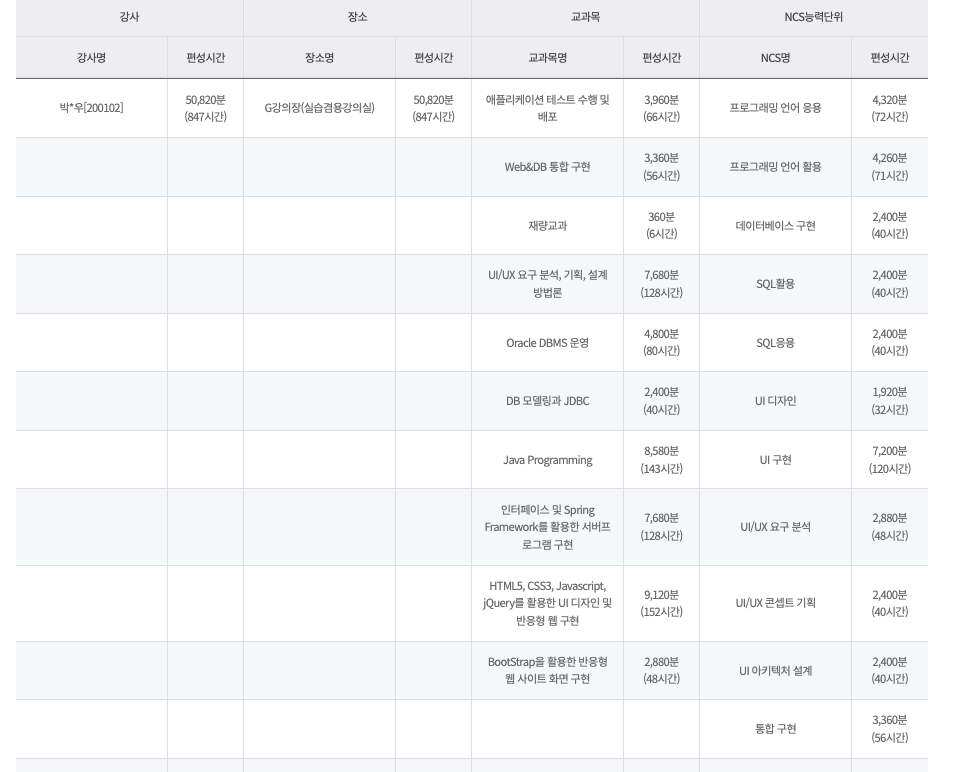 강사 장소 교과목 NCS능력단위
강사명 편성시간 장소명 편성시간 교과목명 편성시간 NCS명 편성시간
박*우[200102] 50,820분 (847시간) G강의장(실습겸용강의실) 50,820분 (847시간) 애플리케이션 테스트 수행 및 배포 3,960분 (66시간) 프로그래밍 언어 응용 4,320분 (72시간)
Web&DB 통합 구현 3,360분 (56시간) 프로그래밍 언어 활용 4,260분 (71시간)
재량교과 360분 (6시간) 데이터베이스 구현 2,400분 (40시간)
UI/UX 요구 분석, 기획, 설계 방법론 7,680분 (128시간) SQL활용 2,400분 (40시간)
Oracle DBMS 운영 4,800분 (80시간) SQL응용 2,400분 (40시간)
DB 모델링과 JDBC 2,400분 (40시간) UI 디자인 1,920분 (32시간)
Java Programming 8,580분 (143시간) UI 구현 7,200분 (120시간)
인터페이스 및 Spring Framework를 활용한 서버프로그램 구현 7,680분 (128시간) UI/UX 요구 분석 2,880분 (48시간)
HTML5, CSS3, Javascript, jQuery를 활용한 UI 디자인 및 반응형 웹 구현 9,120분 (152시간) UI/UX 콘셉트 기획 2,400분 (40시간)
BootStrap을 활용한 반응형 웹 사이트 화면 구현 2,880분 (48시간) UI 아키텍처 설계 2,400분 (40시간)
통합 구현 3,360분 (56시간)